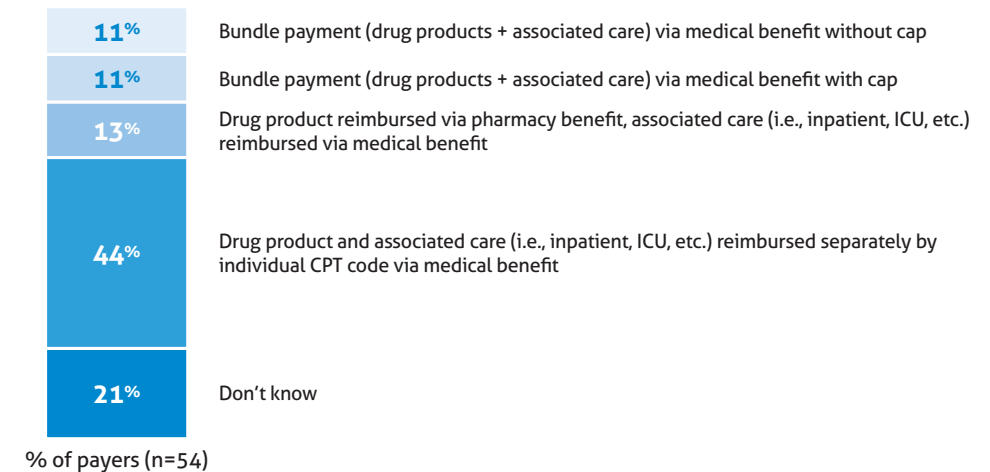 11% Bundle payment (drug products + associated care) via medical benefit without cap
11% Bundle payment (drug products + associated care) via medical benefit with cap
13% Drug product reimbursed via pharmacy benefit, associated care (i.e., inpatient, ICU, etc.)
reimbursed via medical benefit
44% Drug product and associated care (i.e., inpatient, ICU, etc.) reimbursed separately by
individual CPT code via medical benefit
21% Don't know
% of payers (n=54)